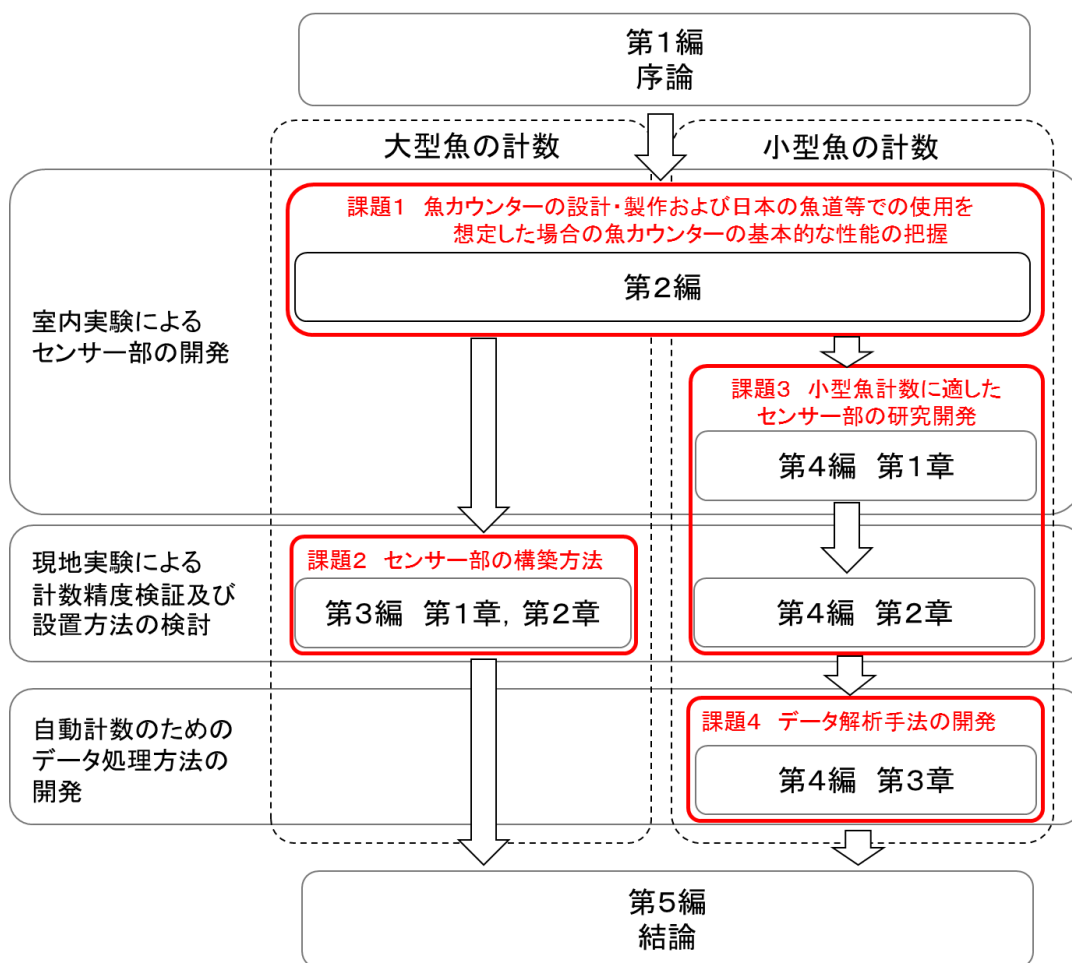 第1編
序論
大型魚の計数
小型魚の計数
課題1 魚カウンターの設計・製作および日本の魚道等での使用を
想定した場合の魚カウンターの基本的な性能の把握
第2編
室内実験による
センサー部の開発
課題3 小型魚計数に適した
センサー部の研究開発
第4編 第1章
現地実験による
計数精度検証及び
設置方法の検討
課題2 センサー部の構築方法
第3編 第1章, 第2章
第4編 第2章
自動計数のための
データ処理方法の
開発
課題4 データ解析手法の開発
第4編 第3章
第5編
結論